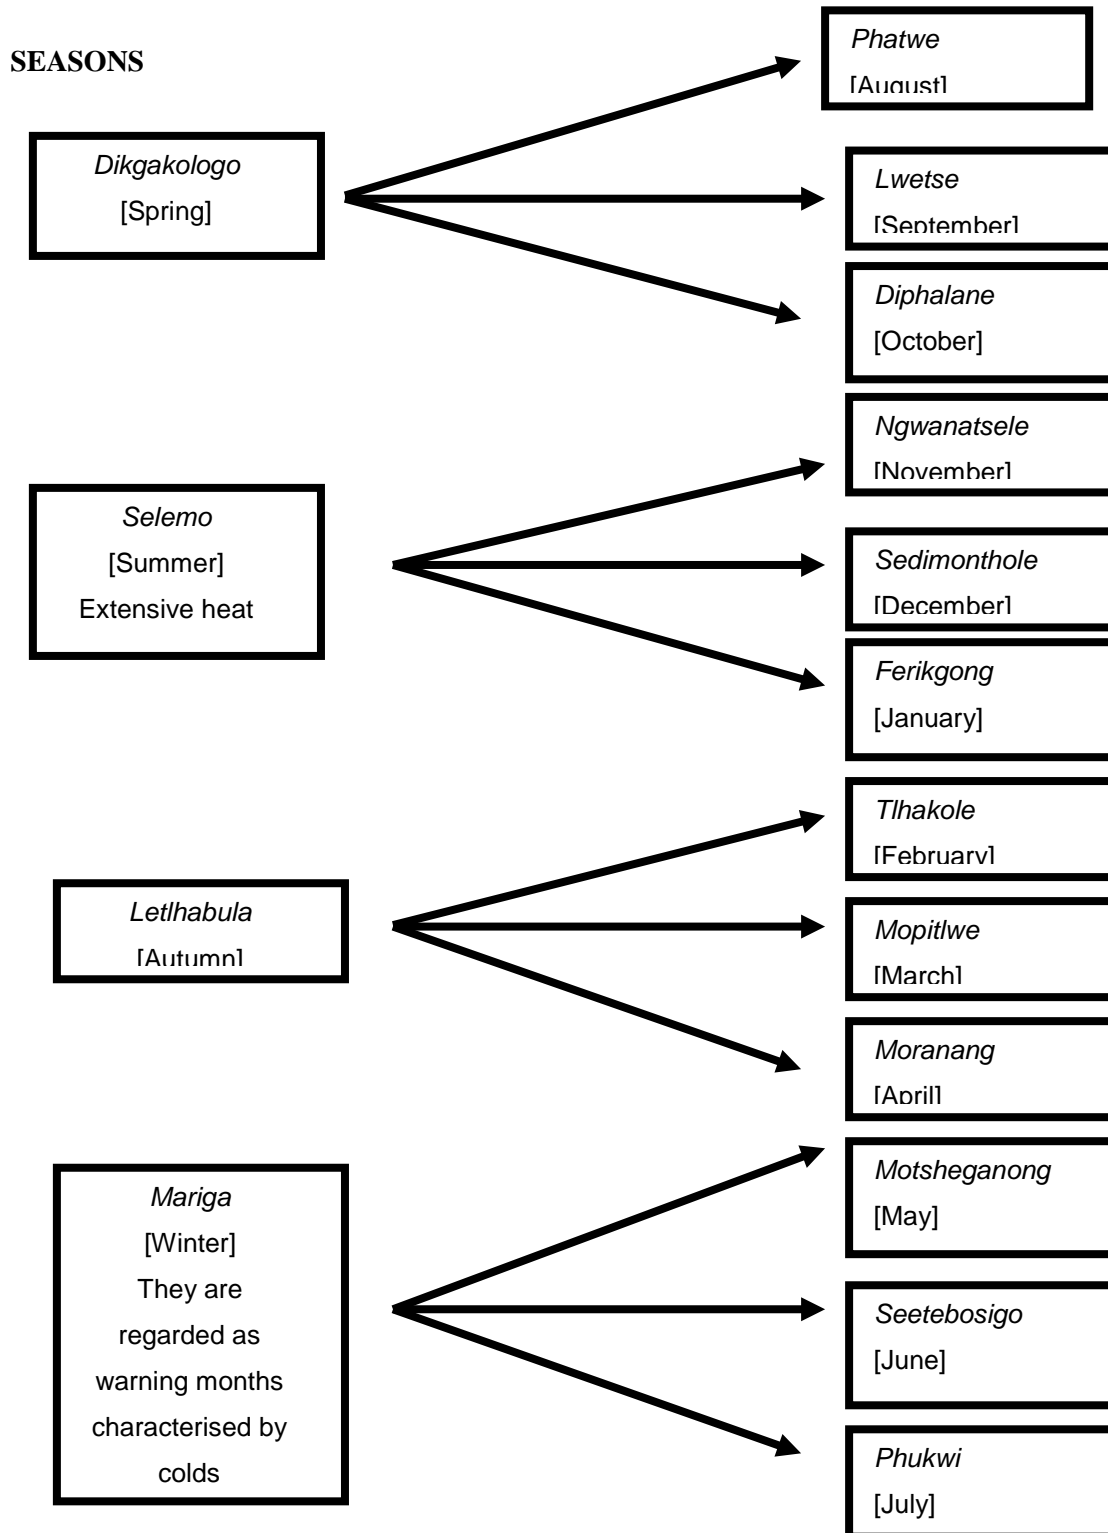 SEASONS
Dikgakologo
[Spring]
Phatwe
[August]
Lwetse
[September]
Diphalane
[October]
Selemo
[Summer]
Extensive heat
Ngwanatsele
[November]
Sedimonthole
[December]
Ferikgong
[January]
Letlhabula
[Autumn]
Tlhakole
[February]
Mopitlwe
[March]
Moranang
[April]
Mariga
[Winter]
They are
regarded as
warning months
characterised by
colds
Motsheganong
[May]
Seetebosigo
[June]
Phukwi
[July]